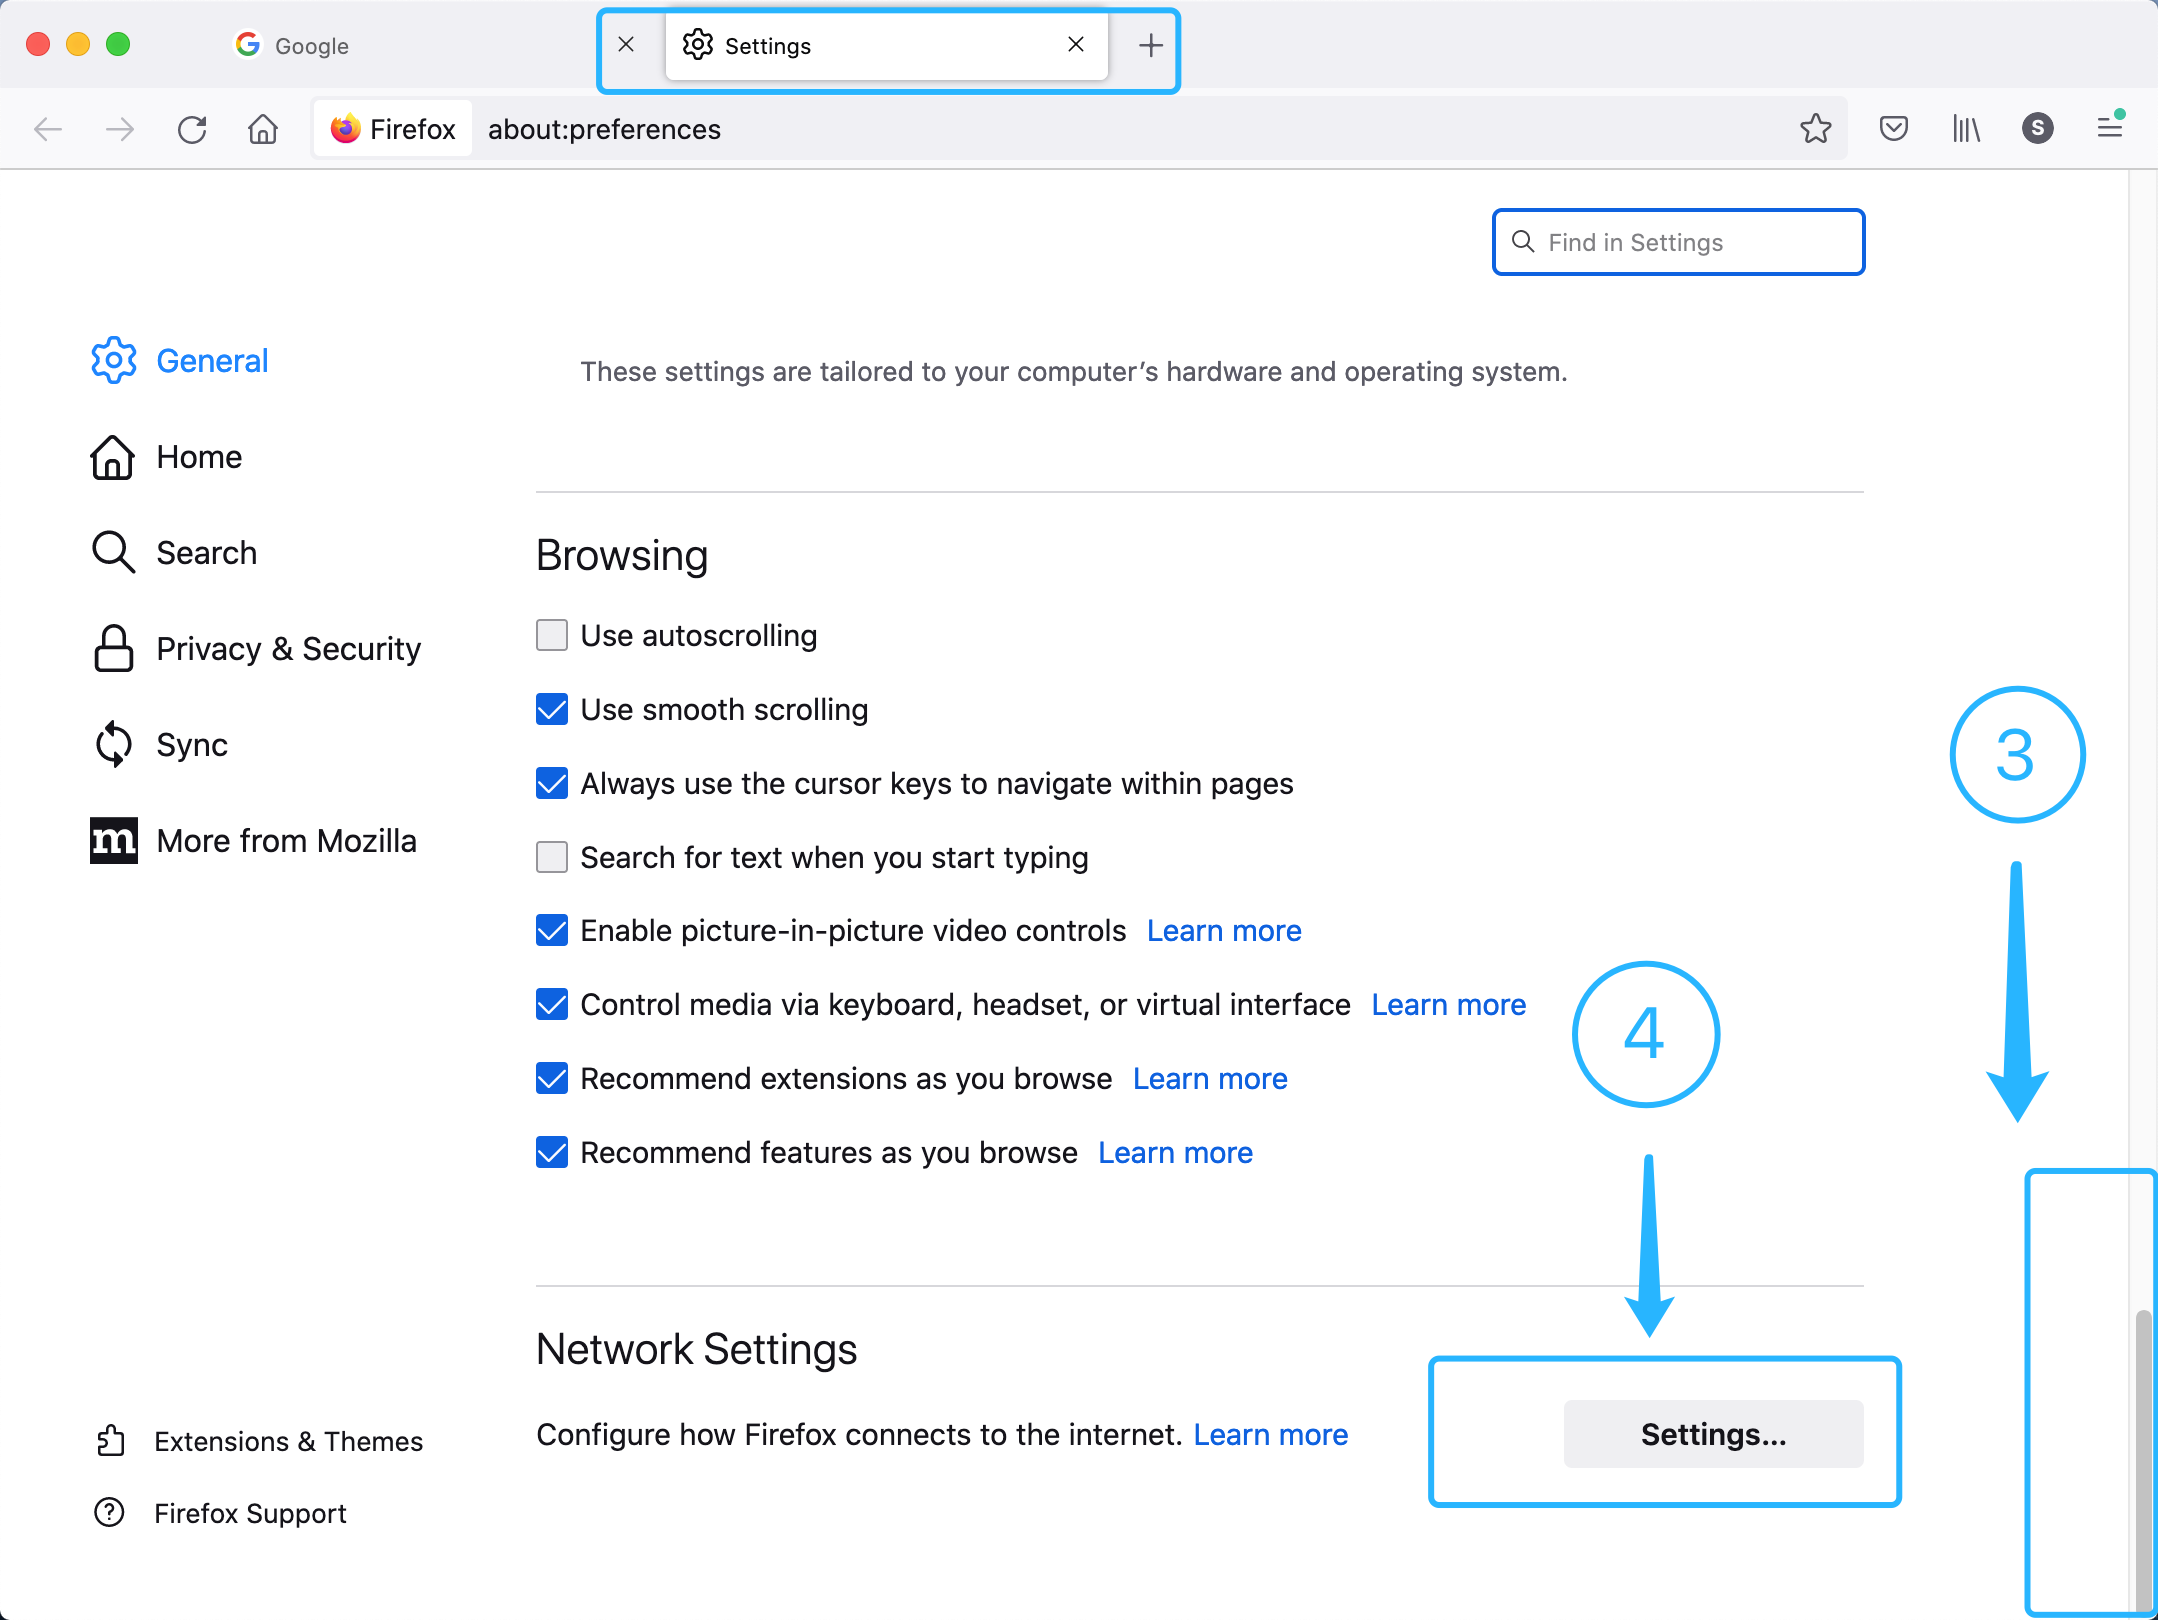 Google
Settings
Firefox about:preferences
S
Find in Settings
General
These settings are tailored to your computer’s hardware and operating system.
Home
Search
Privacy & Security
Sync
m More from Mozilla
Browsing
Use autoscrolling
Use smooth scrolling
Always use the cursor keys to navigate within pages
Search for text when you start typing
Enable picture-in-picture video controls Learn more
Control media via keyboard, headset, or virtual interface Learn more
Recommend extensions as you browse Learn more
Recommend features as you browse Learn more
3
4
Network Settings
Configure how Firefox connects to the internet. Learn more
Settings...
Extensions & Themes
Firefox Support